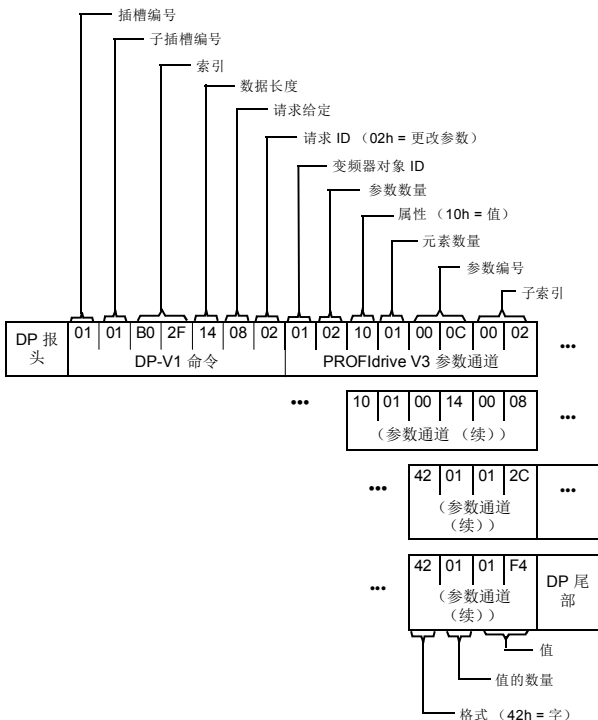 插槽编号
子插槽编号
索引
数据长度
请求给定
请求 ID （02h = 更改参数）
变频器对象 ID
参数数量
属性 （10h = 值）
元素数量
参数编号
子索引
DP 报头 01 01 B0 2F 14 08 02 01 02 10 01 00 0C 00 02 •••
DP-V1 命令 PROFIdrive V3 参数通道
••• 10 01 00 14 00 08 •••
（参数通道 （续））
••• 42 01 01 2C •••
（参数通道
（续））
••• 42 01 01 F4 DP 尾部
（参数通道
（续））
值
值的数量
格式 （42h = 字）